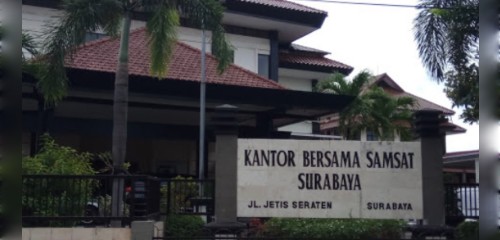 KANTOR BERSAMA SAMSAT
SURABAYA
JL. JETIS SERATEN SURABAYA